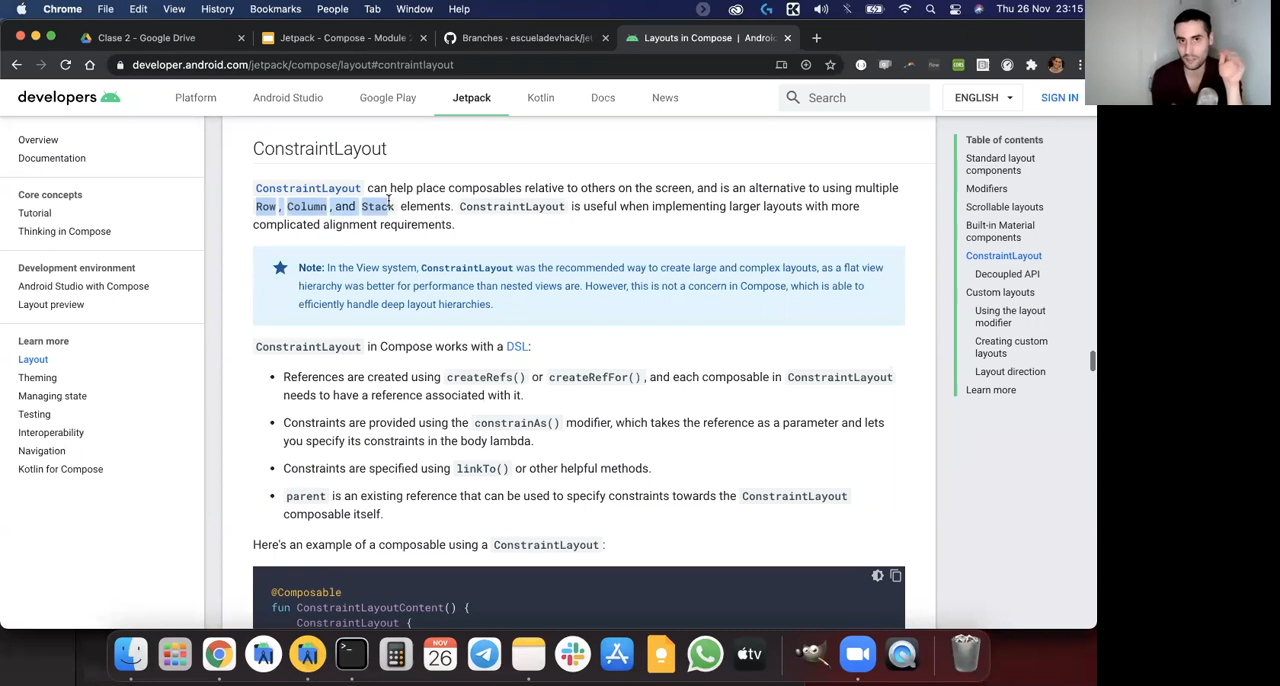 Chrome File Edit View History Bookmarks People Tab Window Help Thu 26 Nov 23:15
Clase 2 - Google Drive
Jetpack - Compose - Module
Branches · escueladevhack/je
Layouts in Compose | Androi
developer.android.com/jetpack/compose/layout#contraintlayout
developers
Platform Android Studio Google Play Jetpack Kotlin Docs News Search ENGLISH SIGN IN
Overview
Documentation
Core concepts
Tutorial
Thinking in Compose
Development environment
Android Studio with Compose
Layout preview
Learn more
Layout
Theming
Managing state
Testing
Interoperability
Navigation
Kotlin for Compose
ConstraintLayout
ConstraintLayout can help place composables relative to others on the screen, and is an alternative to using multiple
Row, Column, and Stack elements. ConstraintLayout is useful when implementing larger layouts with more
complicated alignment requirements.
Note: In the View system, ConstraintLayout was the recommended way to create large and complex layouts, as a flat view
hierarchy was better for performance than nested views are. However, this is not a concern in Compose, which is able to
efficiently handle deep layout hierarchies.
ConstraintLayout in Compose works with a DSL:
• References are created using createRefs() or createRefFor(), and each composable in ConstraintLayout
needs to have a reference associated with it.
• Constraints are provided using the constrainAs() modifier, which takes the reference as a parameter and lets
you specify its constraints in the body lambda.
• Constraints are specified using linkTo() or other helpful methods.
• parent is an existing reference that can be used to specify constraints towards the ConstraintLayout
composable itself.
Here's an example of a composable using a ConstraintLayout:
@Composable
fun ConstraintLayoutContent() {
ConstraintLayout {
Table of contents
Standard layout
components
Modifiers
Scrollable layouts
Built-in Material
components
ConstraintLayout
Decoupled API
Custom layouts
Using the layout
modifier
Creating custom
layouts
Layout direction
Learn more
NOV
26
tv